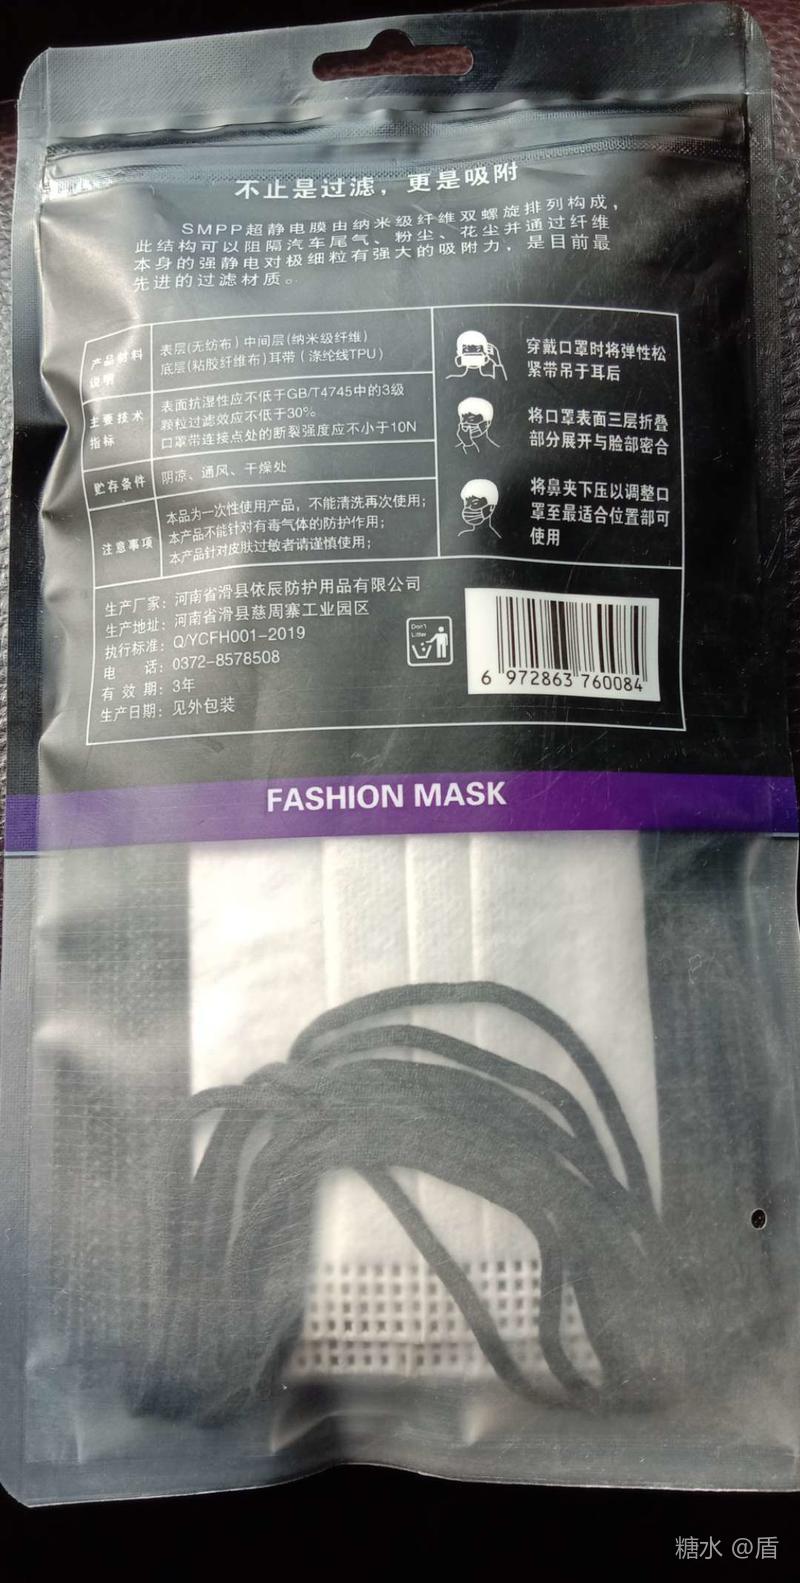 不止是过滤，更是吸附
SMPP超静电膜由纳米级纤维双螺旋排列构成，
此结构可以阻隔汽车尾气、粉尘、花尘并通过纤维
本身的强静电对极细粒有强大的吸附力，是目前最
先进的过滤材质。
产品材料
说明
表层(无纺布) 中间层(纳米级纤维)
底层(粘胶纤维布) 耳带 (涤纶线TPU)
主要技术
指标
表面抗湿性应不低于GB/T4745中的3级
颗粒过滤效应不低于30%
口罩带连接点处的断裂强度应不小于10N
贮存条件
阴凉、通风、干燥处
注意事项
本品为一次性使用产品，不能清洗再次使用；
本产品不能针对有毒气体的防护作用；
本产品针对皮肤过敏者请谨慎使用；
穿戴口罩时将弹性松
紧带吊于耳后
将口罩表面三层折叠
部分展开与脸部密合
将鼻夹下压以调整口
罩至最适合位置部可
使用
生产厂家：河南省滑县依辰防护用品有限公司
生产地址：河南省滑县慈周寨工业园区
执行标准：Q/YCFH001-2019
电 话：0372-8578508
有 效 期：3年
生产日期：见外包装
Don't
Litter
6 972863 760084
FASHION MASK
糖水 @盾